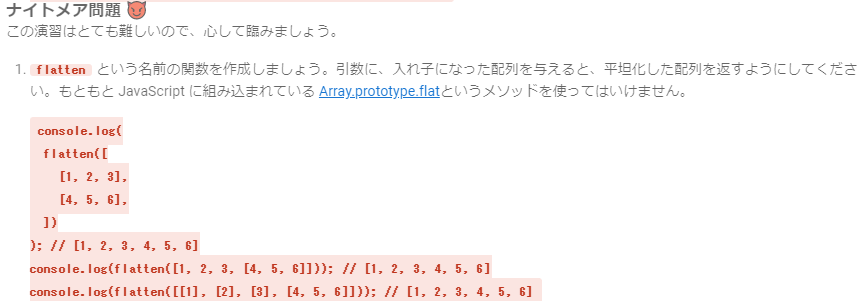 ナイトメア問題 😈
この演習はとても難しいので、心して臨みましょう。
1. flatten という名前の関数を作成しましょう。引数に、入れ子になった配列を与えると、平坦化した配列を返すようにしてくださ
い。もともと JavaScript に組み込まれている Array.prototype.flatというメソッドを使ってはいけません。
console.log(
flatten([
[1, 2, 3],
[4, 5, 6],
])
); // [1, 2, 3, 4, 5, 6]
console.log(flatten([1, 2, 3, [4, 5, 6]])); // [1, 2, 3, 4, 5, 6]
console.log(flatten([[1], [2], [3], [4, 5, 6]])); // [1, 2, 3, 4, 5, 6]